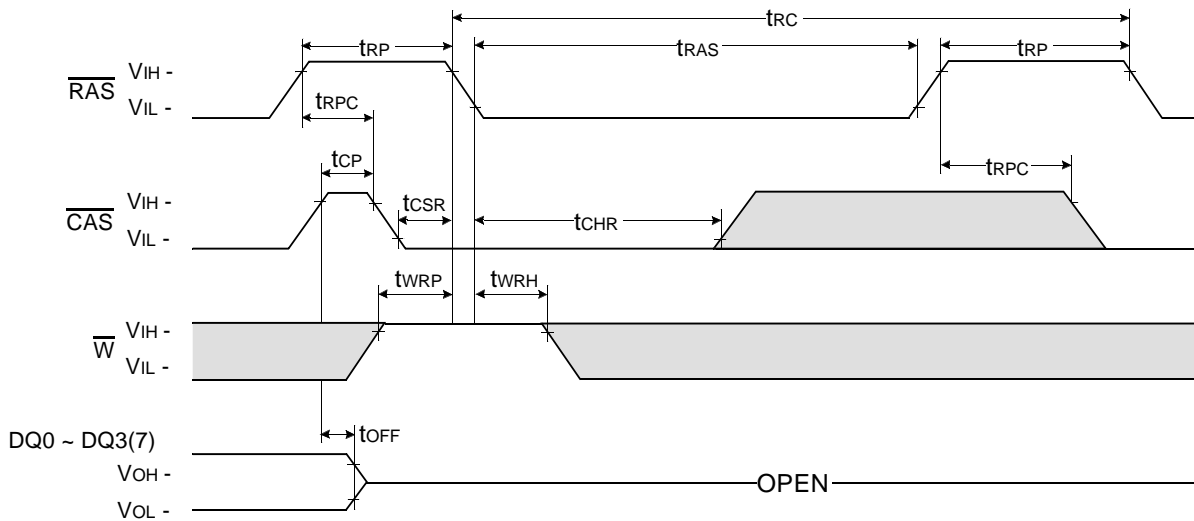 tRC
tRP
tRAS
tRP
RAS
VIH -
VIL -
tRPC
tCP
tRPC
CAS
VIH -
VIL -
tCSR
tCHR
tWRP
tWRH
W
VIH -
VIL -
tOFF
DQ0 ~ DQ3(7)
VOH -
VOL -
OPEN